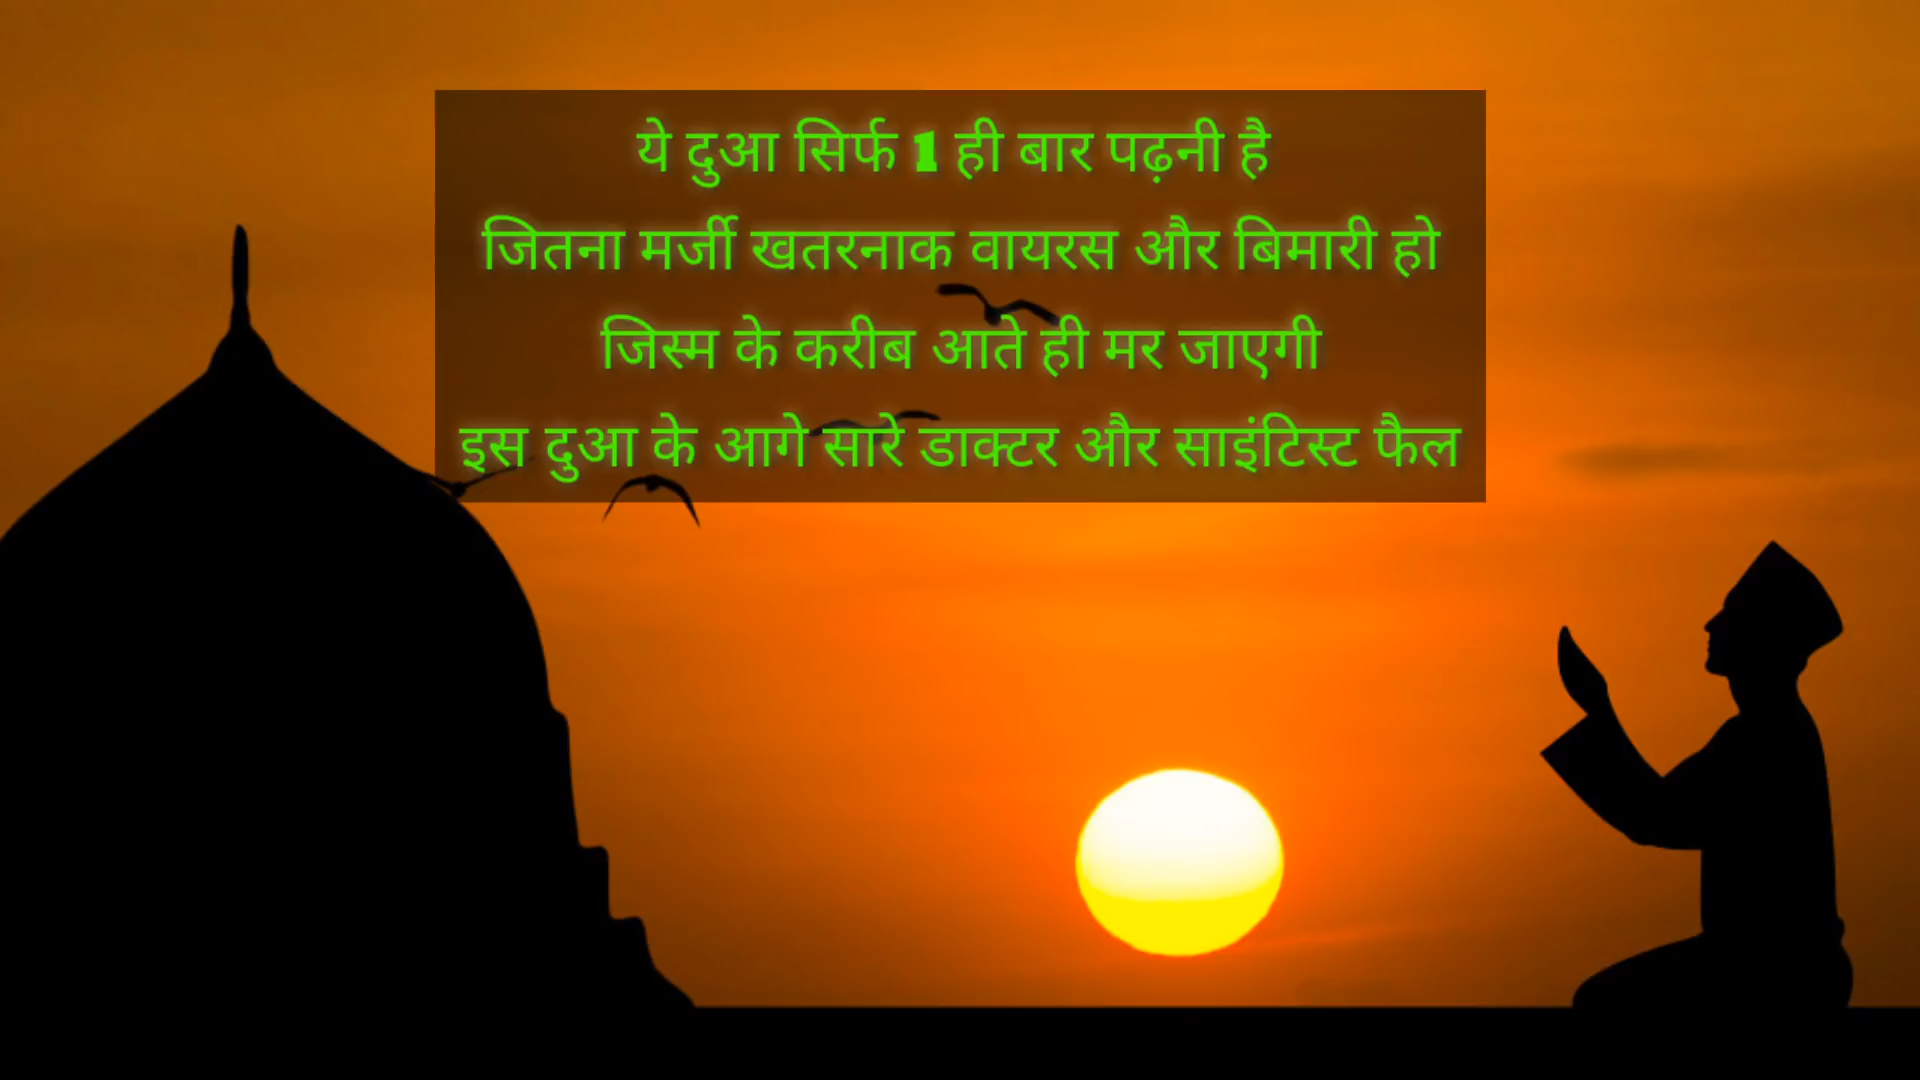 ये दुआ सिर्फ 1 ही बार पढ़नी है
जितना मर्जी खतरनाक वायरस और बिमारी हो
जिस्म के करीब आते ही मर जाएगी
इस दुआ के आगे सारे डाक्टर और साइंटिस्ट फैल